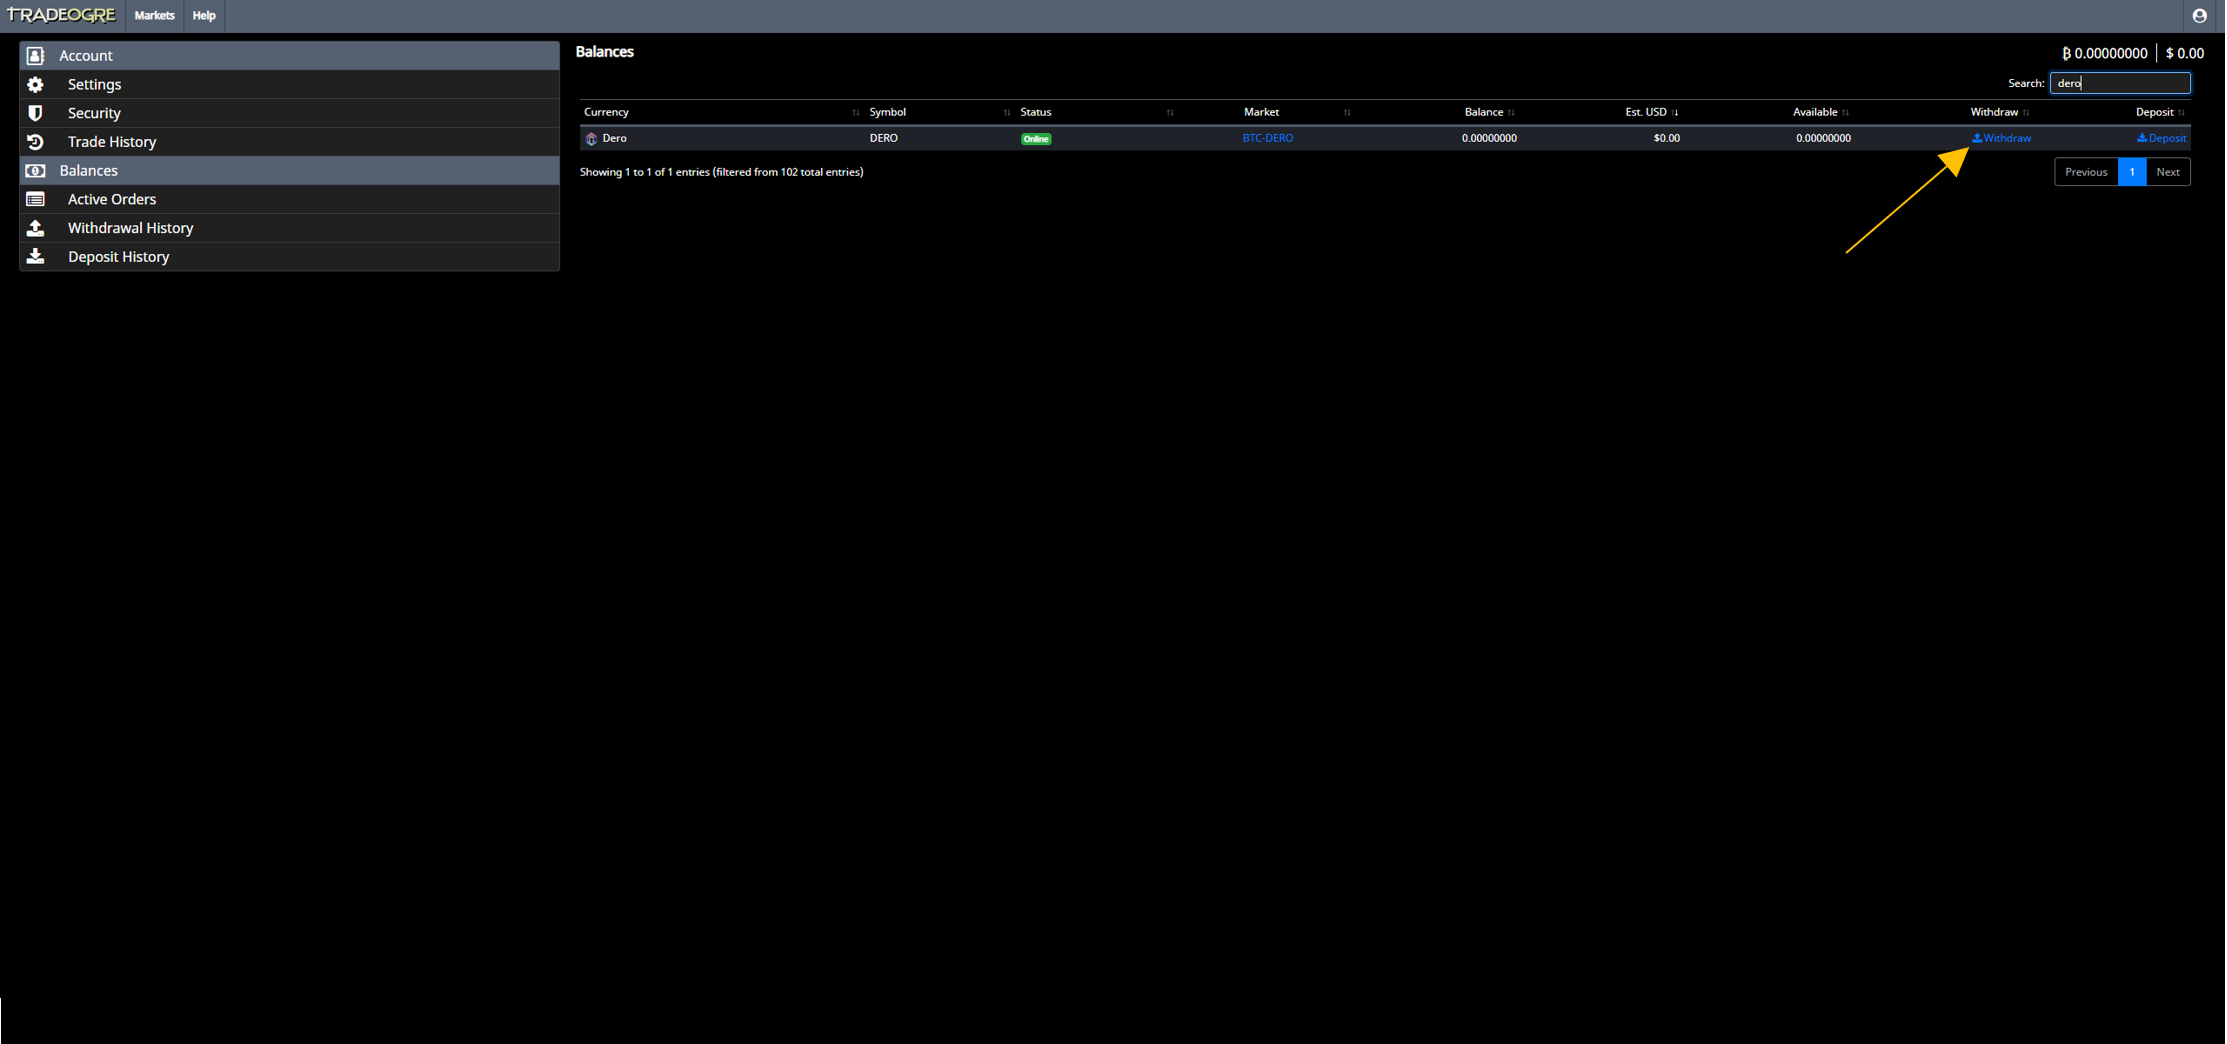 TRADEOGRE Markets Help
Account
Settings
Security
Trade History
Balances
Active Orders
Withdrawal History
Deposit History
Balances
₿ 0.00000000 $ 0.00
Search: dero
Currency Symbol Status Market Balance Est. USD Available Withdraw Deposit
Dero DERO Online BTC-DERO 0.00000000 $0.00 0.00000000 Withdraw Deposit
Showing 1 to 1 of 1 entries (filtered from 102 total entries)
Previous 1 Next